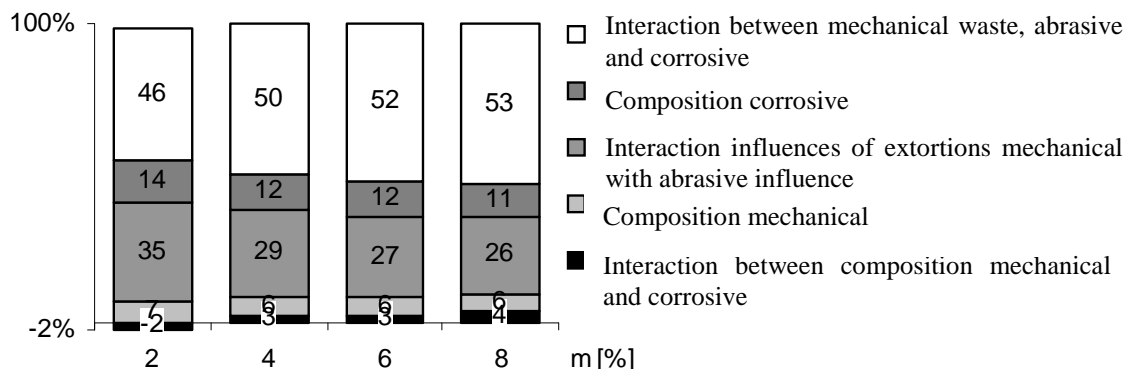 100%
-2%
46
14
35
7
-2
50
12
29
6
3
52
12
27
6
3
53
11
26
6
4
2 4 6 8 m [%]
Interaction between mechanical waste, abrasive
and corrosive
Composition corrosive
Interaction influences of extortions mechanical
with abrasive influence
Composition mechanical
Interaction between composition mechanical
and corrosive